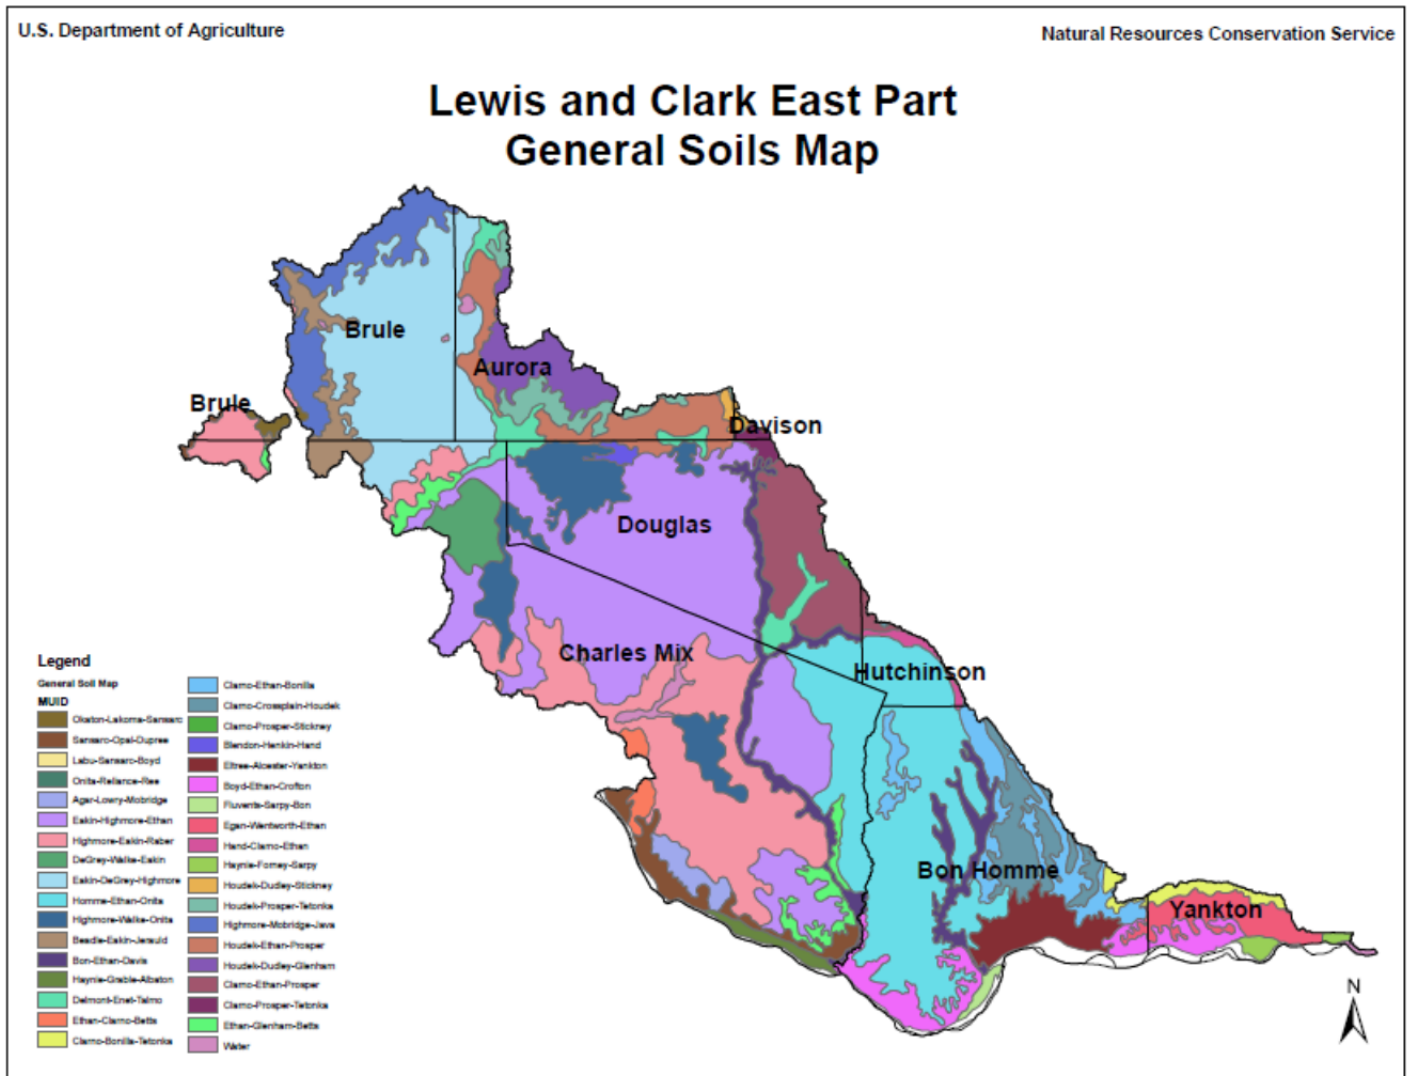 U.S. Department of Agriculture
Natural Resources Conservation Service
Lewis and Clark East Part
General Soils Map
Brule
Aurora
Brule
Davison
Douglas
Charles Mix
Hutchinson
Bon Homme
Yankton
N
Legend
General Soil Map
MUID
Okaton-Lakoma-Sansarc
Sansarc-Opal-Dupree
Labu-Sansarc-Boyd
Onita-Reliance-Ree
Agar-Lowry-Mobridge
Eakin-Highmore-Ethan
Highmore-Eakin-Raber
DeGrey-Walke-Eakin
Eakin-DeGrey-Highmore
Homme-Ethan-Onita
Highmore-Walke-Onita
Beadle-Eakin-Jerauld
Bon-Ethan-Davis
Haynie-Grable-Albaton
Delmont-Enet-Talmo
Ethan-Clarno-Betts
Clarno-Bonilla-Tetonka
Clarno-Ethan-Bonilla
Clarno-Crossplain-Houdek
Clarno-Prosper-Stickney
Blendon-Henkin-Hand
Eltree-Alcester-Yankton
Boyd-Ethan-Crofton
Fluvents-Sarpy-Bon
Egan-Wentworth-Ethan
Hand-Clarno-Ethan
Haynie-Forney-Sarpy
Houdek-Dudley-Stickney
Houdek-Prosper-Tetonka
Highmore-Mobridge-Java
Houdek-Ethan-Prosper
Houdek-Dudley-Glenham
Clarno-Ethan-Prosper
Clarno-Prosper-Tetonka
Ethan-Glenham-Betts
Water